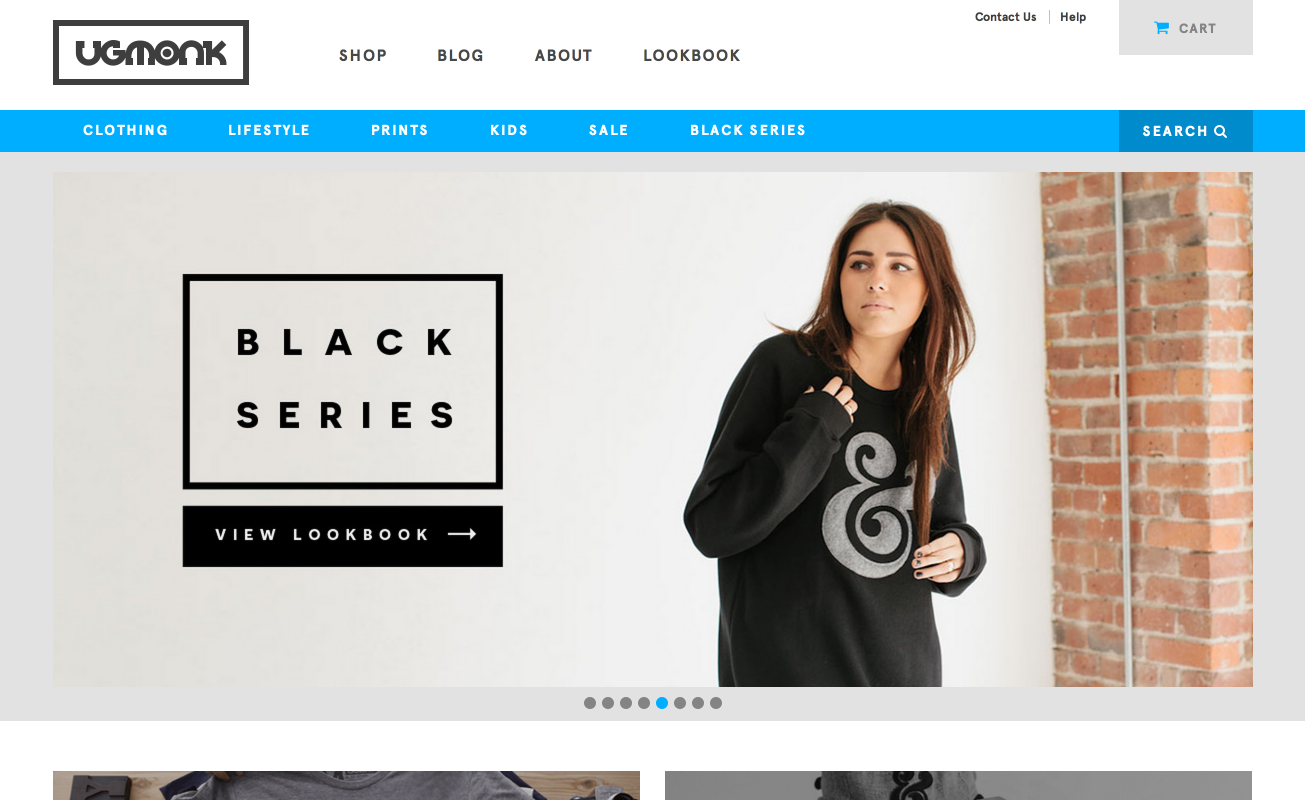 Contact Us Help
CART
UGMONK
SHOP BLOG ABOUT LOOKBOOK
CLOTHING LIFESTYLE PRINTS KIDS SALE BLACK SERIES SEARCH
BLACK
SERIES
&
VIEW LOOKBOOK